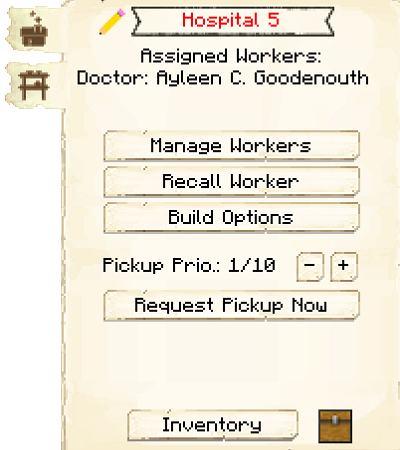 Hospital 5
Assigned Workers:
Doctor: Ayleen C. Goodenouth
Manage Workers
Recall Worker
Build Options
Pickup Prio.: 1/10 - +
Request Pickup Now
Inventory